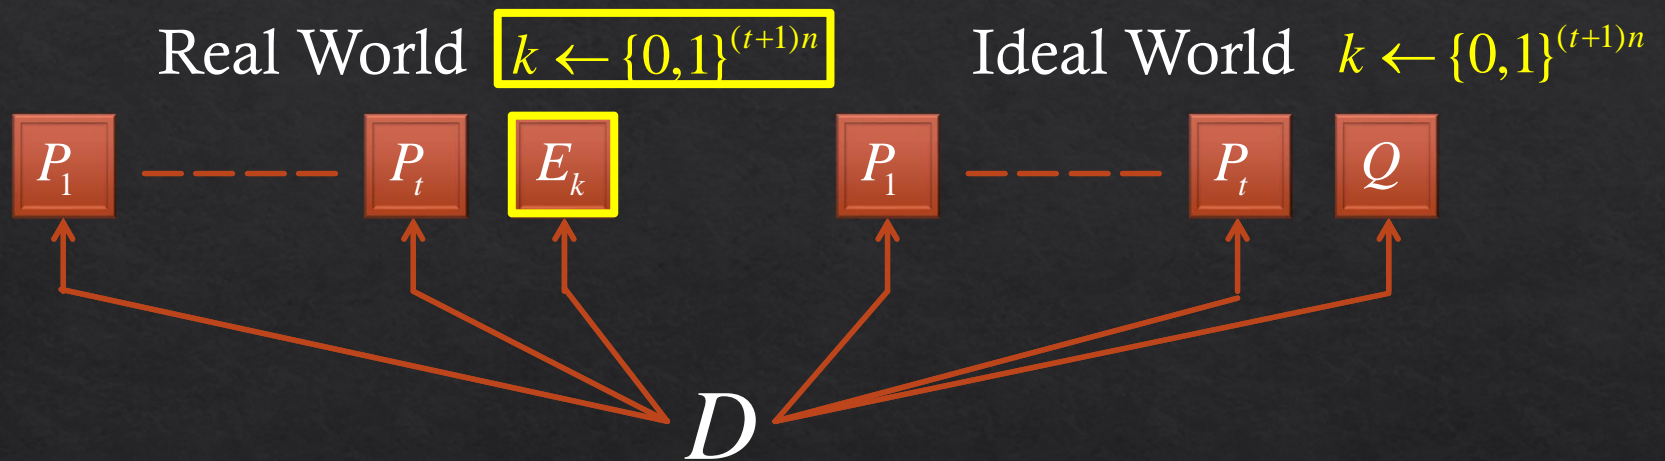 Real World k ← {0,1}^{(t+1)n} Ideal World k ← {0,1}^{(t+1)n}
P₁ P_t E_k P₁ P_t Q
D